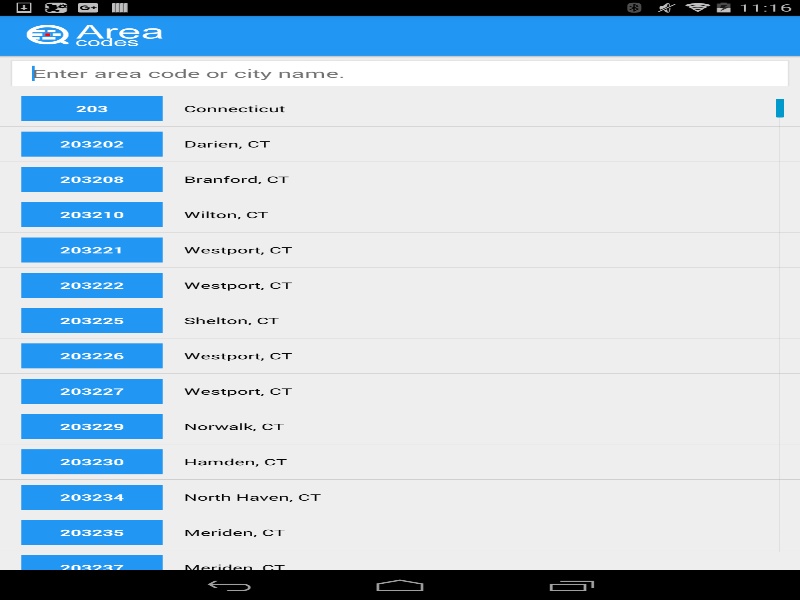 11:16
Area
codes
Enter area code or city name.
203 Connecticut
203202 Darien, CT
203208 Branford, CT
203210 Wilton, CT
203221 Westport, CT
203222 Westport, CT
203225 Shelton, CT
203226 Westport, CT
203227 Westport, CT
203229 Norwalk, CT
203230 Hamden, CT
203234 North Haven, CT
203235 Meriden, CT
203237 Meriden, CT